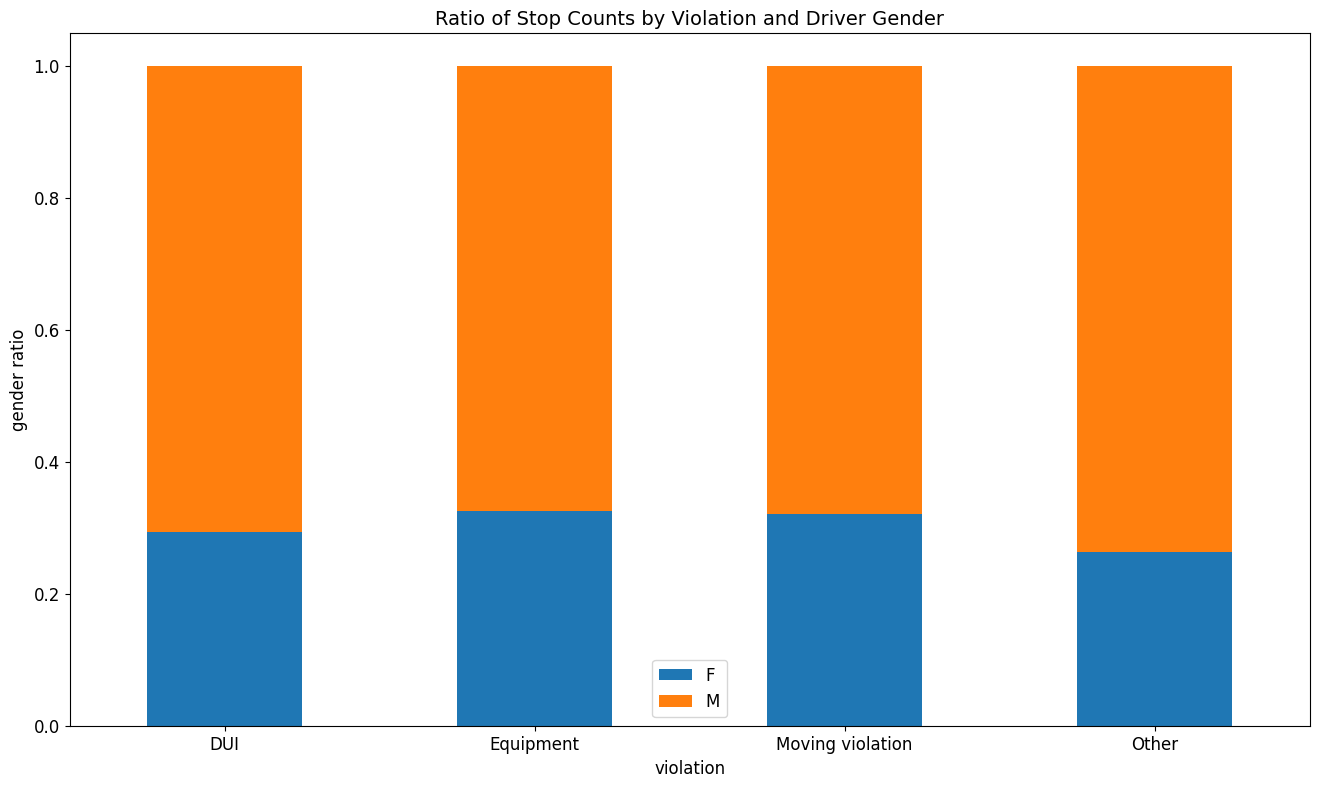 Ratio of Stop Counts by Violation and Driver Gender
gender ratio
1.0
0.8
0.6
0.4
0.2
0.0
F
M
DUI
Equipment
Moving violation
Other
violation